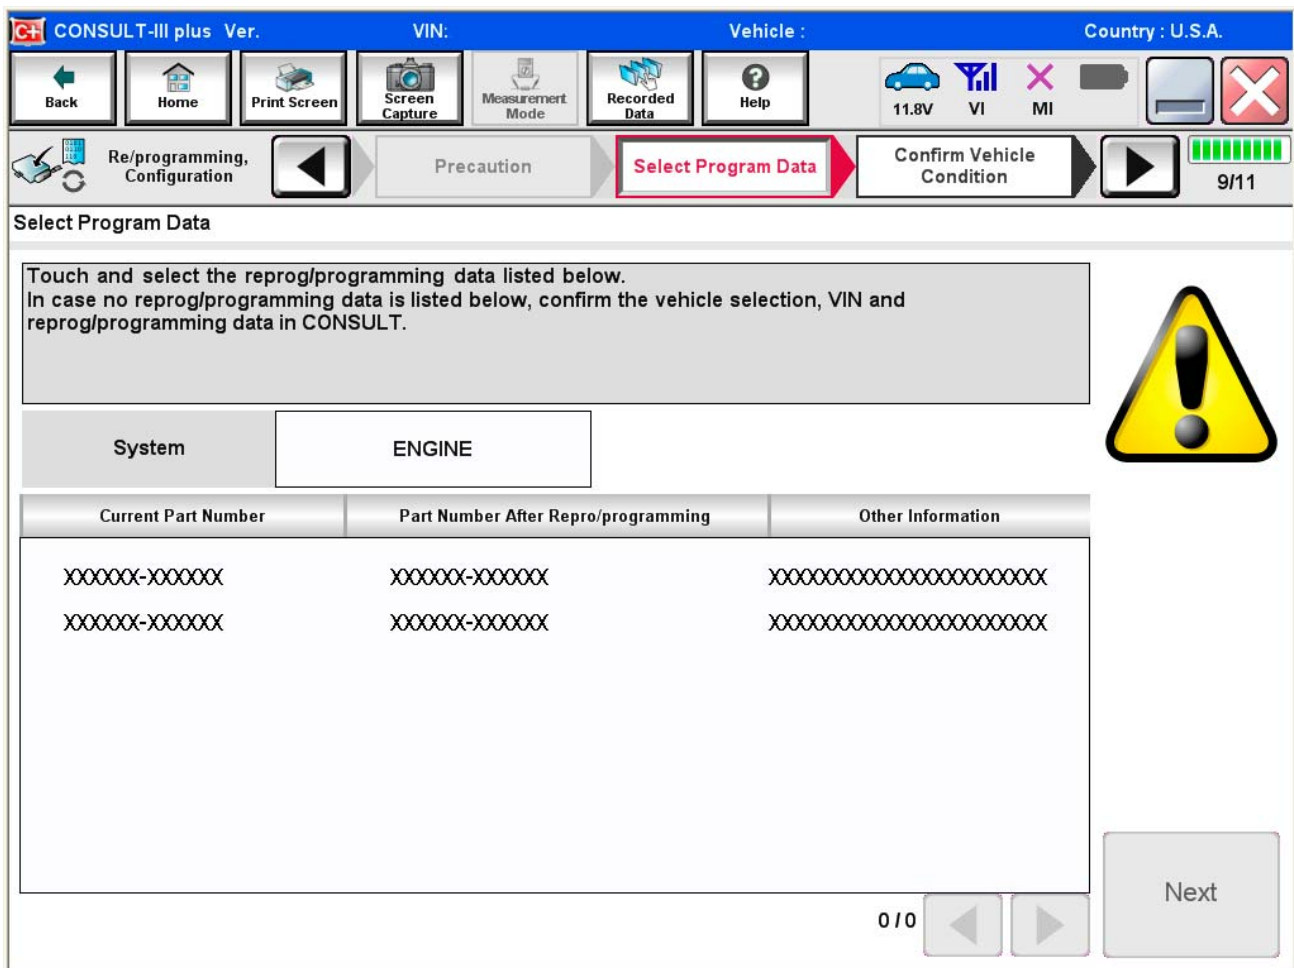 C+ CONSULT-III plus Ver. VIN: Vehicle : Country : U.S.A.
Back Home Print Screen Screen Capture Measurement Mode Recorded Data Help 11.8V VI MI
Re/programming, Configuration Precaution Select Program Data Confirm Vehicle Condition 9/11
Select Program Data
Touch and select the reprog/programming data listed below.
In case no reprog/programming data is listed below, confirm the vehicle selection, VIN and
reprog/programming data in CONSULT.
System ENGINE
Current Part Number Part Number After Repro/programming Other Information
XXXXXX-XXXXXX XXXXXX-XXXXXX XXXXXXXXXXXXXXXXXXXXXX
XXXXXX-XXXXXX XXXXXX-XXXXXX XXXXXXXXXXXXXXXXXXXXXX
Next
0/0